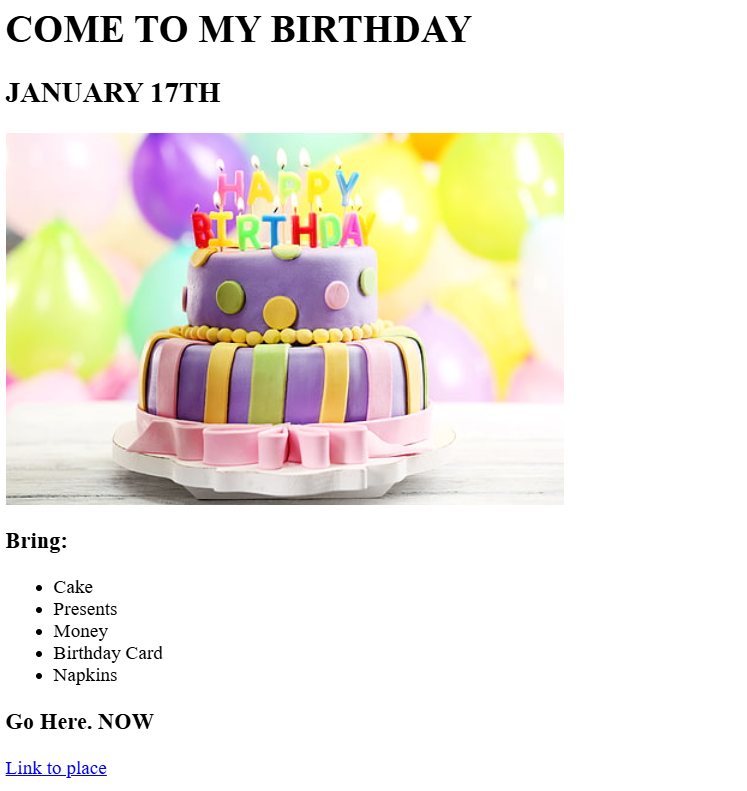 COME TO MY BIRTHDAY
JANUARY 17TH
HAPPY
BIRTHDAY
Bring:
Cake
Presents
Money
Birthday Card
Napkins
Go Here. NOW
Link to place